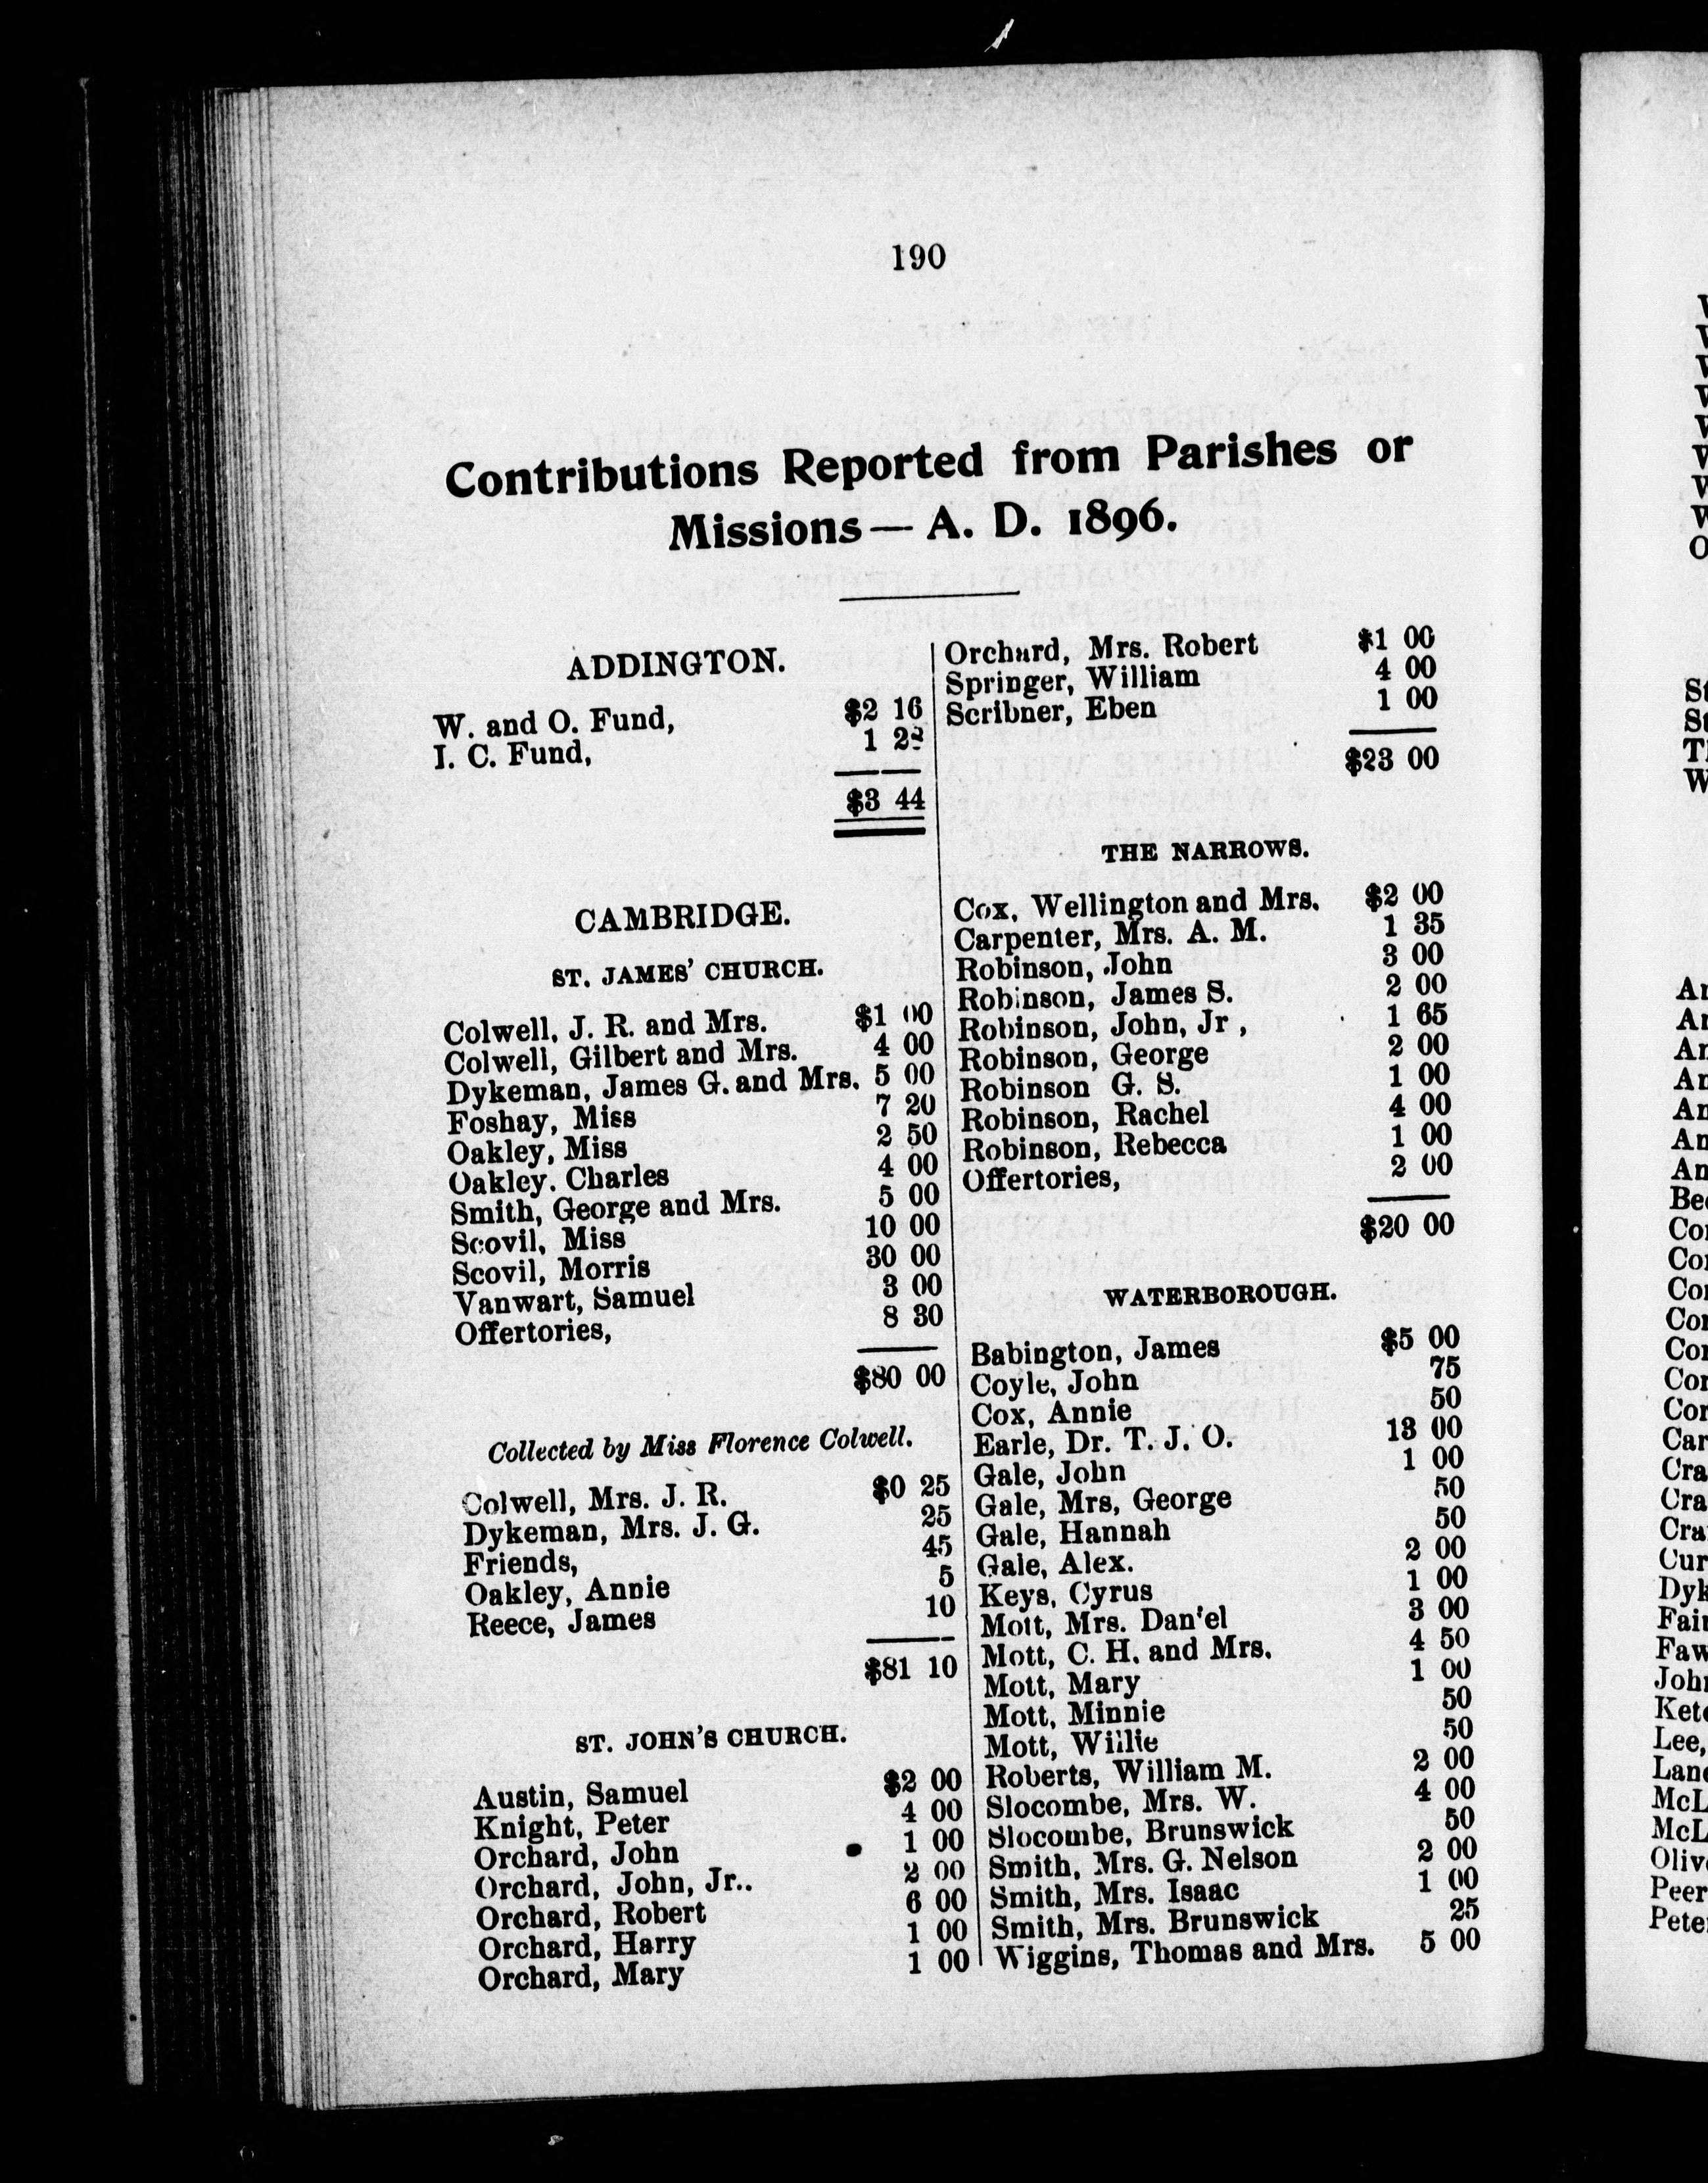 190
Contributions Reported from Parishes or
Missions — A. D. 1896.
ADDINGTON.
W. and O. Fund, $2 16
I. C. Fund, 1 28
$3 44
CAMBRIDGE.
ST. JAMES' CHURCH.
Colwell, J. R. and Mrs. $1 00
Colwell, Gilbert and Mrs. 4 00
Dykeman, James G. and Mrs. 5 00
Foshay, Miss 7 20
Oakley, Miss 2 50
Oakley. Charles 4 00
Smith, George and Mrs. 5 00
Scovil, Miss 10 00
Scovil, Morris 30 00
Vanwart, Samuel 3 00
Offertories, 8 30
$80 00
Collected by Miss Florence Colwell.
Colwell, Mrs. J. R. $0 25
Dykeman, Mrs. J. G. 25
Friends, 45
Oakley, Annie 5
Reece, James 10
$81 10
ST. JOHN'S CHURCH.
Austin, Samuel $2 00
Knight, Peter 4 00
Orchard, John 1 00
Orchard, John, Jr.. 2 00
Orchard, Robert 6 00
Orchard, Harry 1 00
Orchard, Mary 1 00
Orchard, Mrs. Robert $1 00
Springer, William 4 00
Scribner, Eben 1 00
$23 00
THE NARROWS.
Cox, Wellington and Mrs. $2 00
Carpenter, Mrs. A. M. 1 35
Robinson, John 3 00
Robinson, James S. 2 00
Robinson, John, Jr , 1 65
Robinson, George 2 00
Robinson G. S. 1 00
Robinson, Rachel 4 00
Robinson, Rebecca 1 00
Offertories, 2 00
$20 00
WATERBOROUGH.
Babington, James $5 00
Coyle, John 75
Cox, Annie 50
Earle, Dr. T. J. O. 13 00
Gale, John 1 00
Gale, Mrs, George 50
Gale, Hannah 50
Gale, Alex. 2 00
Keys, Cyrus 1 00
Mott, Mrs. Dan'el 3 00
Mott, C. H. and Mrs. 4 50
Mott, Mary 1 00
Mott, Minnie 50
Mott, Willie 50
Roberts, William M. 2 00
Slocombe, Mrs. W. 4 00
Slocombe, Brunswick 50
Smith, Mrs. G. Nelson 2 00
Smith, Mrs. Isaac 1 00
Smith, Mrs. Brunswick 25
Wiggins, Thomas and Mrs. 5 00